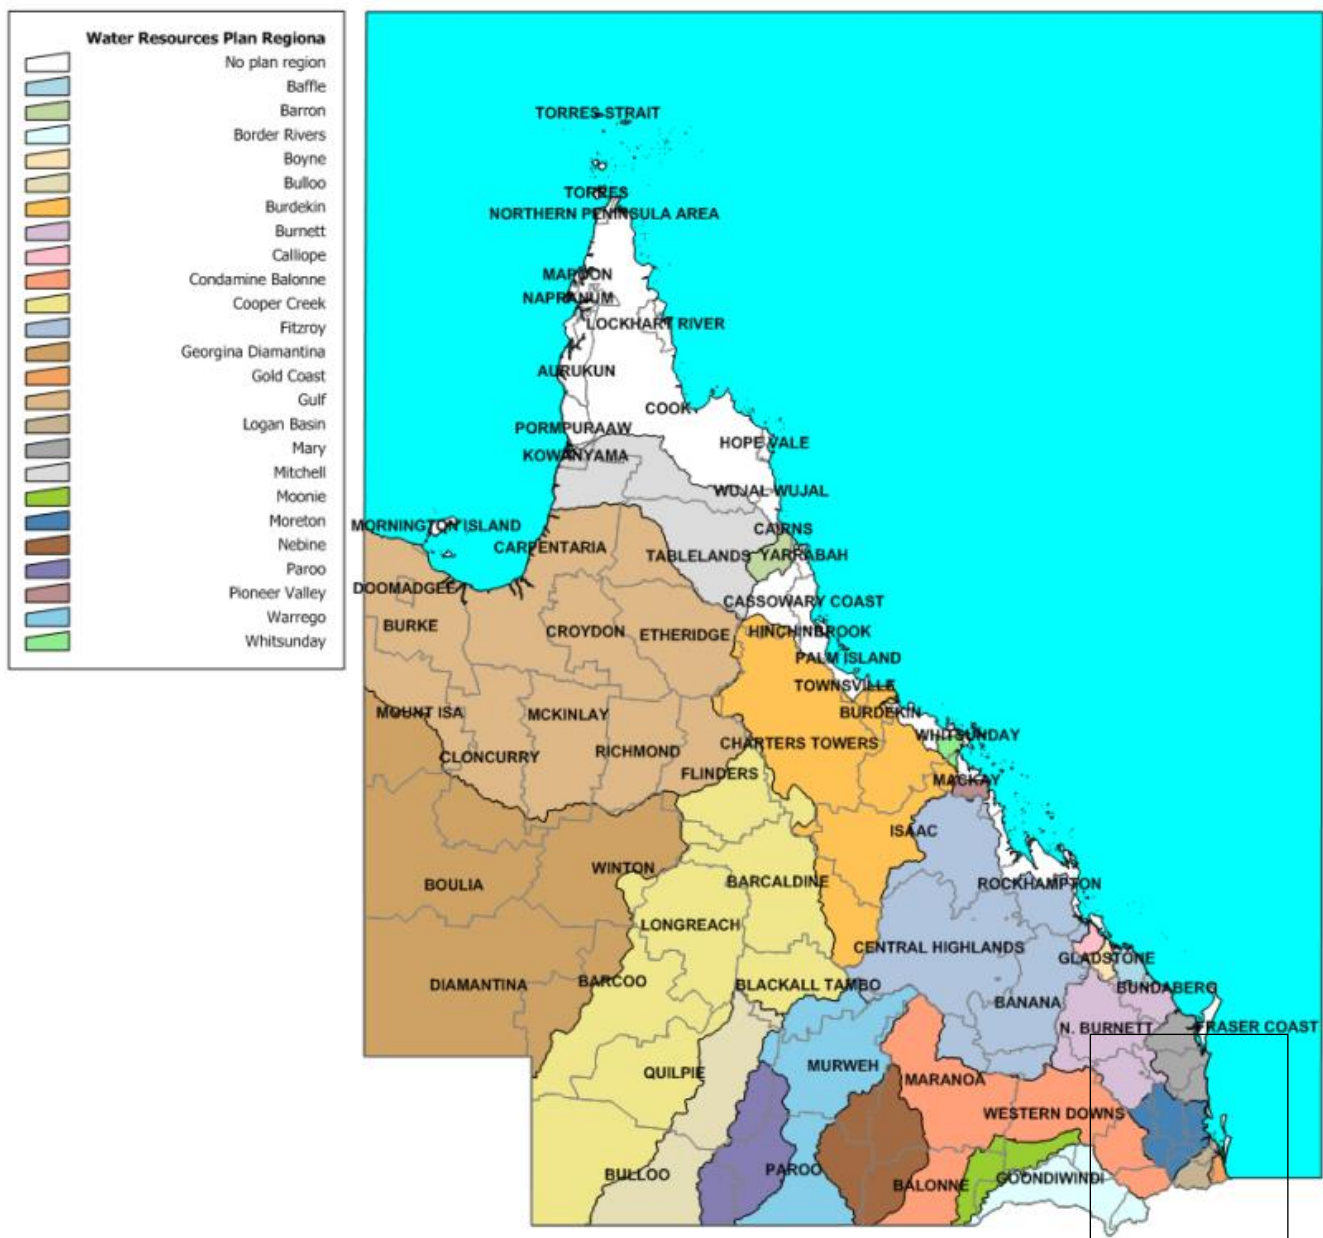 Water Resources Plan Regiona
No plan region
Baffle
Barron
Border Rivers
Boyne
Bulloo
Burdekin
Burnett
Calliope
Condamine Balonne
Cooper Creek
Fitzroy
Georgina Diamantina
Gold Coast
Gulf
Logan Basin
Mary
Mitchell
Moonie
Moreton
Nebine
Paroo
Pioneer Valley
Warrego
Whitsunday
TORRES STRAIT
TORRES
NORTHERN PENINSULA AREA
MAPOON
NAPRANUM
LOCKHART RIVER
AURUKUN
COOK
PORMPURAAW
HOPE VALE
KOWANYAMA
WUJAL WUJAL
MORNINGTON ISLAND
CAIRNS
CARPENTARIA
TABLELANDS
YARRABAH
DOOMADGEE
CASSOWARY COAST
BURKE
CROYDON
ETHERIDGE
HINCHINBROOK
PALM ISLAND
TOWNSVILLE
MOUNT ISA
MCKINLAY
BURDEKIN
CLONCURRY
RICHMOND
CHARTERS TOWERS
WHITSUNDAY
FLINDERS
MACKAY
ISAAC
WINTON
BOULIA
BARCALDINE
ROCKHAMPTON
LONGREACH
CENTRAL HIGHLANDS
GLADSTONE
DIAMANTINA
BARCOO
BLACKALL TAMBO
BUNDABERG
BANANA
N. BURNETT
FRASER COAST
QUILPIE
MURWEH
MARANOA
WESTERN DOWNS
BULLOO
PAROO
BALONNE
GOONDIWINDI